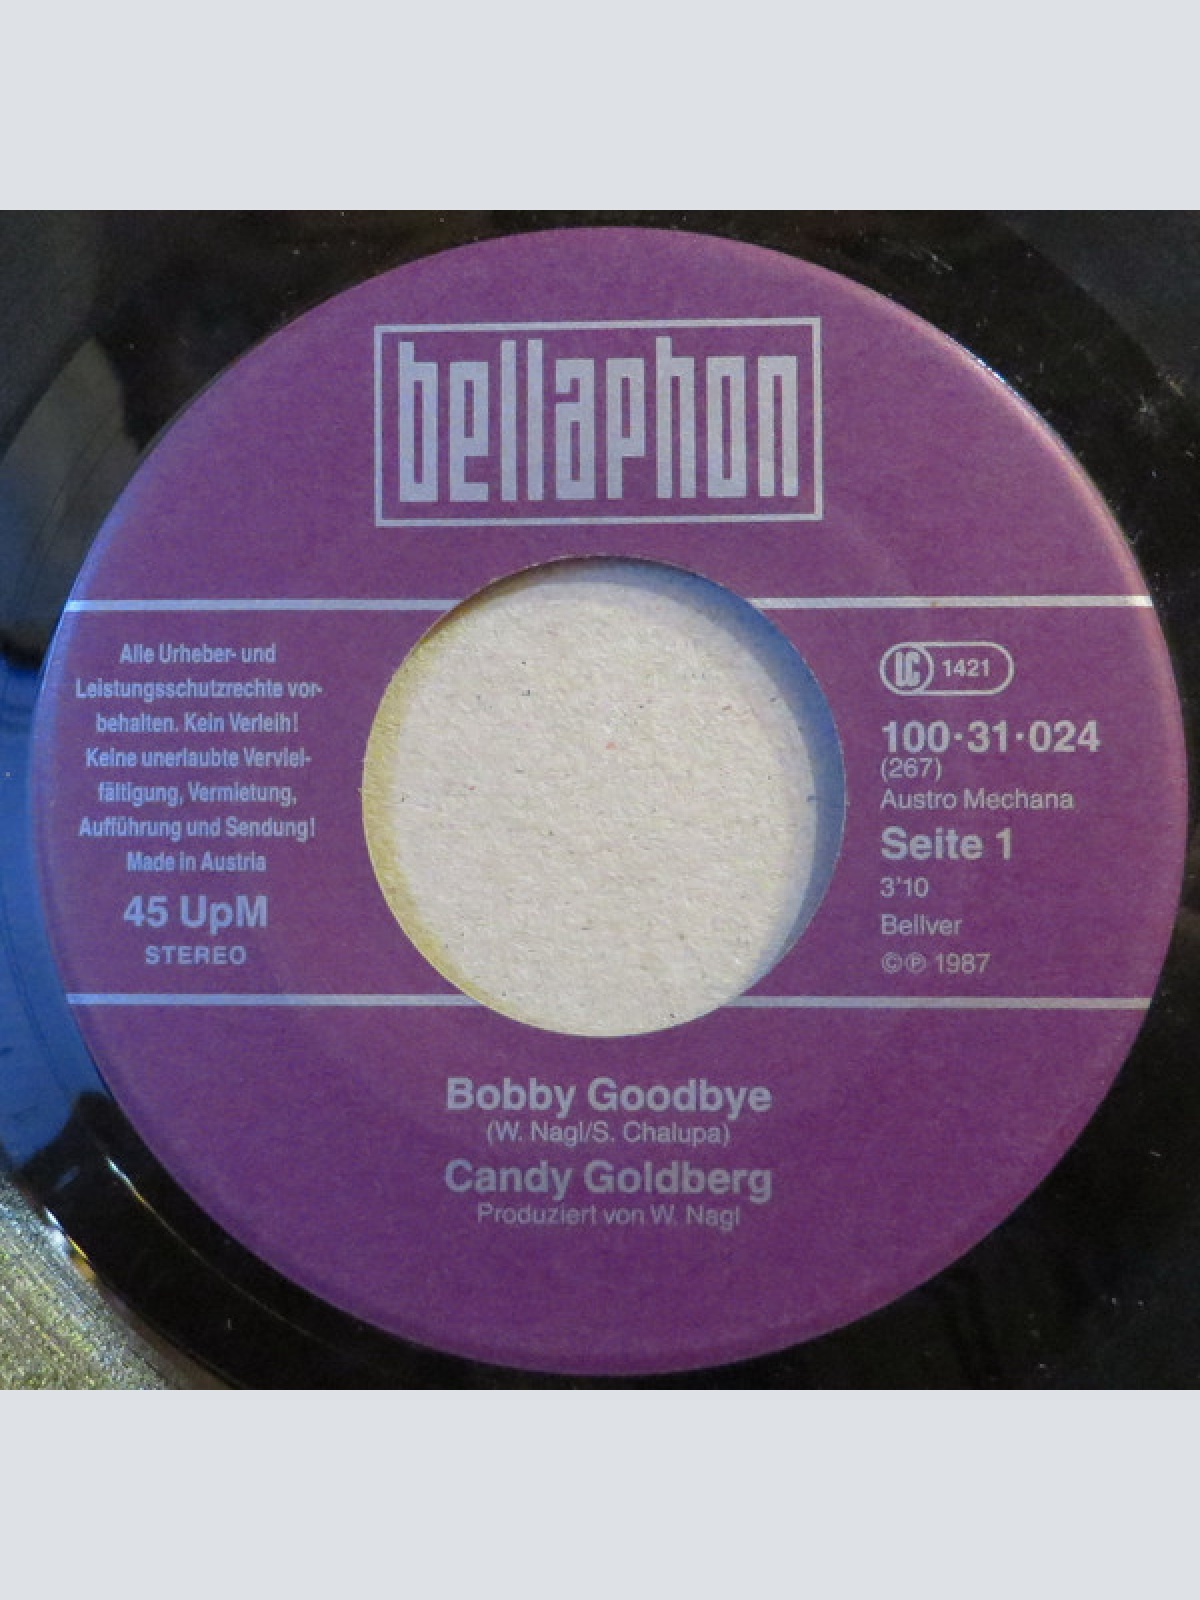 bellaphon
Alle Urheber- und
Leistungsschutzrechte vor-
behalten. Kein Verleih!
Keine unerlaubte Verviel-
fältigung, Vermietung,
Aufführung und Sendung!
Made in Austria
45 UpM
STEREO
LC 1421
100·31·024
(267)
Austro Mechana
Seite 1
3'10
Bellver
©℗ 1987
Bobby Goodbye
(W. Nagl/S. Chalupa)
Candy Goldberg
Produziert von W. Nagl